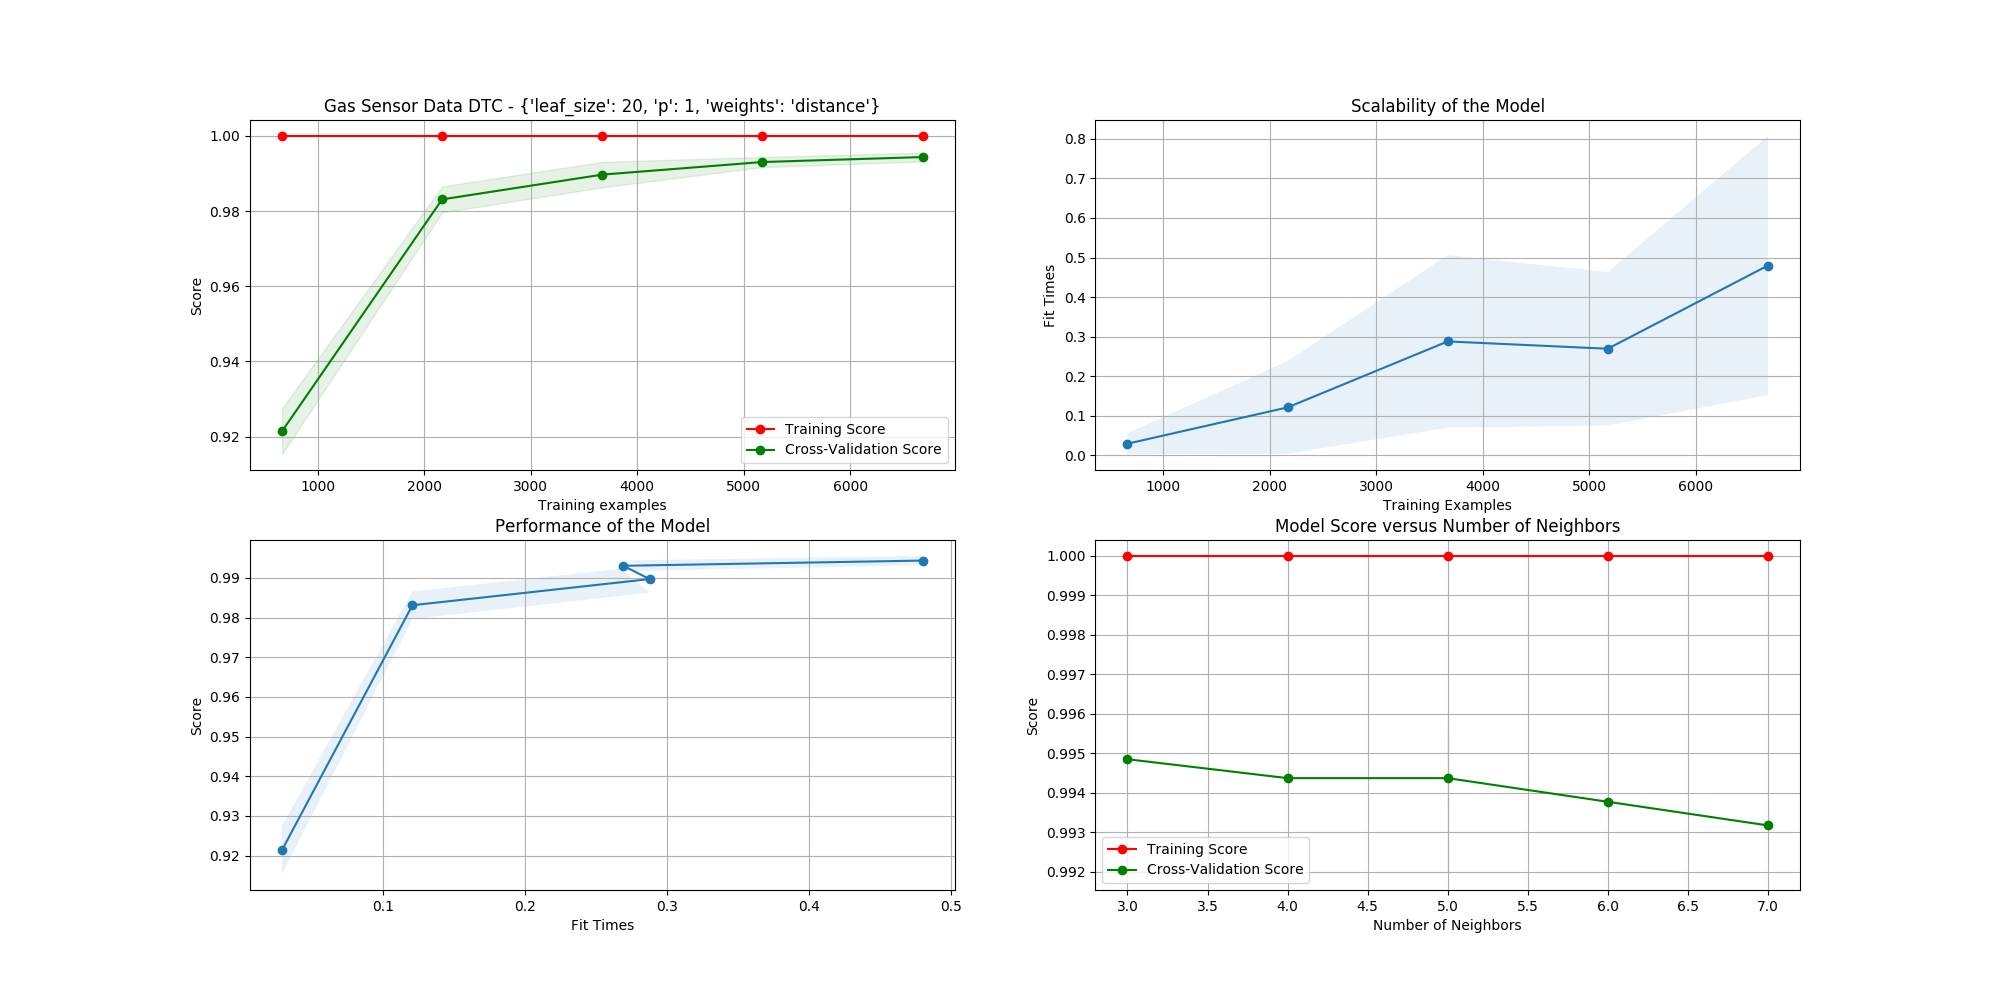 Gas Sensor Data DTC - {'leaf_size': 20, 'p': 1, 'weights': 'distance'}
1.00
0.98
0.96
0.94
0.92
Score
Training Score
Cross-Validation Score
1000 2000 3000 4000 5000 6000
Training examples
Scalability of the Model
0.8
0.7
0.6
0.5
0.4
0.3
0.2
0.1
0.0
Fit Times
1000 2000 3000 4000 5000 6000
Training Examples
Performance of the Model
0.99
0.98
0.97
0.96
0.95
0.94
0.93
0.92
Score
0.1 0.2 0.3 0.4 0.5
Fit Times
Model Score versus Number of Neighbors
1.000
0.999
0.998
0.997
0.996
0.995
0.994
0.993
0.992
Score
Training Score
Cross-Validation Score
3.0 3.5 4.0 4.5 5.0 5.5 6.0 6.5 7.0
Number of Neighbors